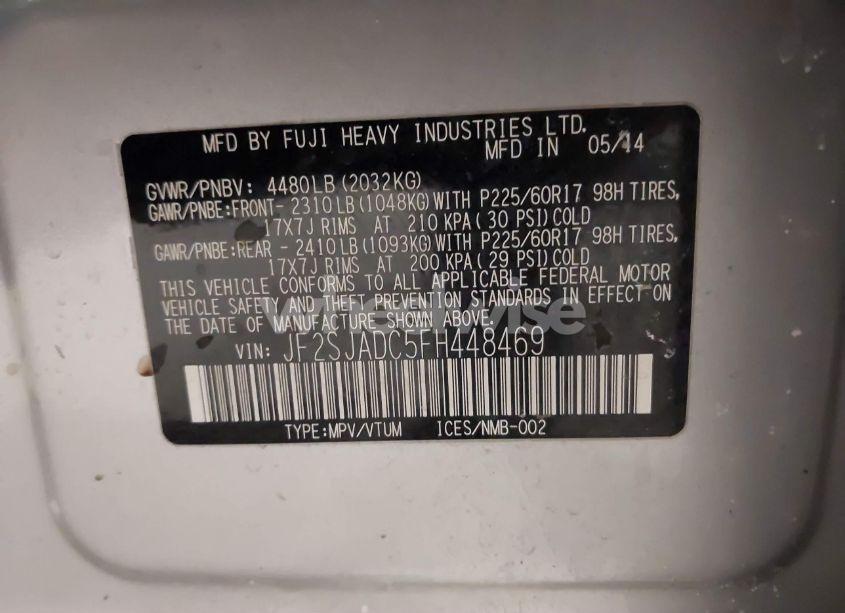 MFD BY FUJI HEAVY INDUSTRIES LTD.
MFD IN 05/14
GVWR/PNBV: 4480LB(2032KG)
GAWR/PNBE:FRONT- 2310LB(1048KG)WITH P225/60R17 98H TIRES,
17X7J RIMS AT 210 KPA(30 PSI)COLD
GAWR/PNBE:REAR - 2410LB(1093KG)WITH P225/60R17 98H TIRES,
17X7J RIMS AT 200 KPA(29 PSI)COLD
THIS VEHICLE CONFORMS TO ALL APPLICABLE FEDERAL MOTOR
VEHICLE SAFETY AND THEFT PREVENTION STANDARDS IN EFFECT ON
THE DATE OF MANUFACTURE SHOWN ABOVE.
VIN: JF2SJADC5FH448469
TYPE:MPV/VTUM ICES/NMB-002